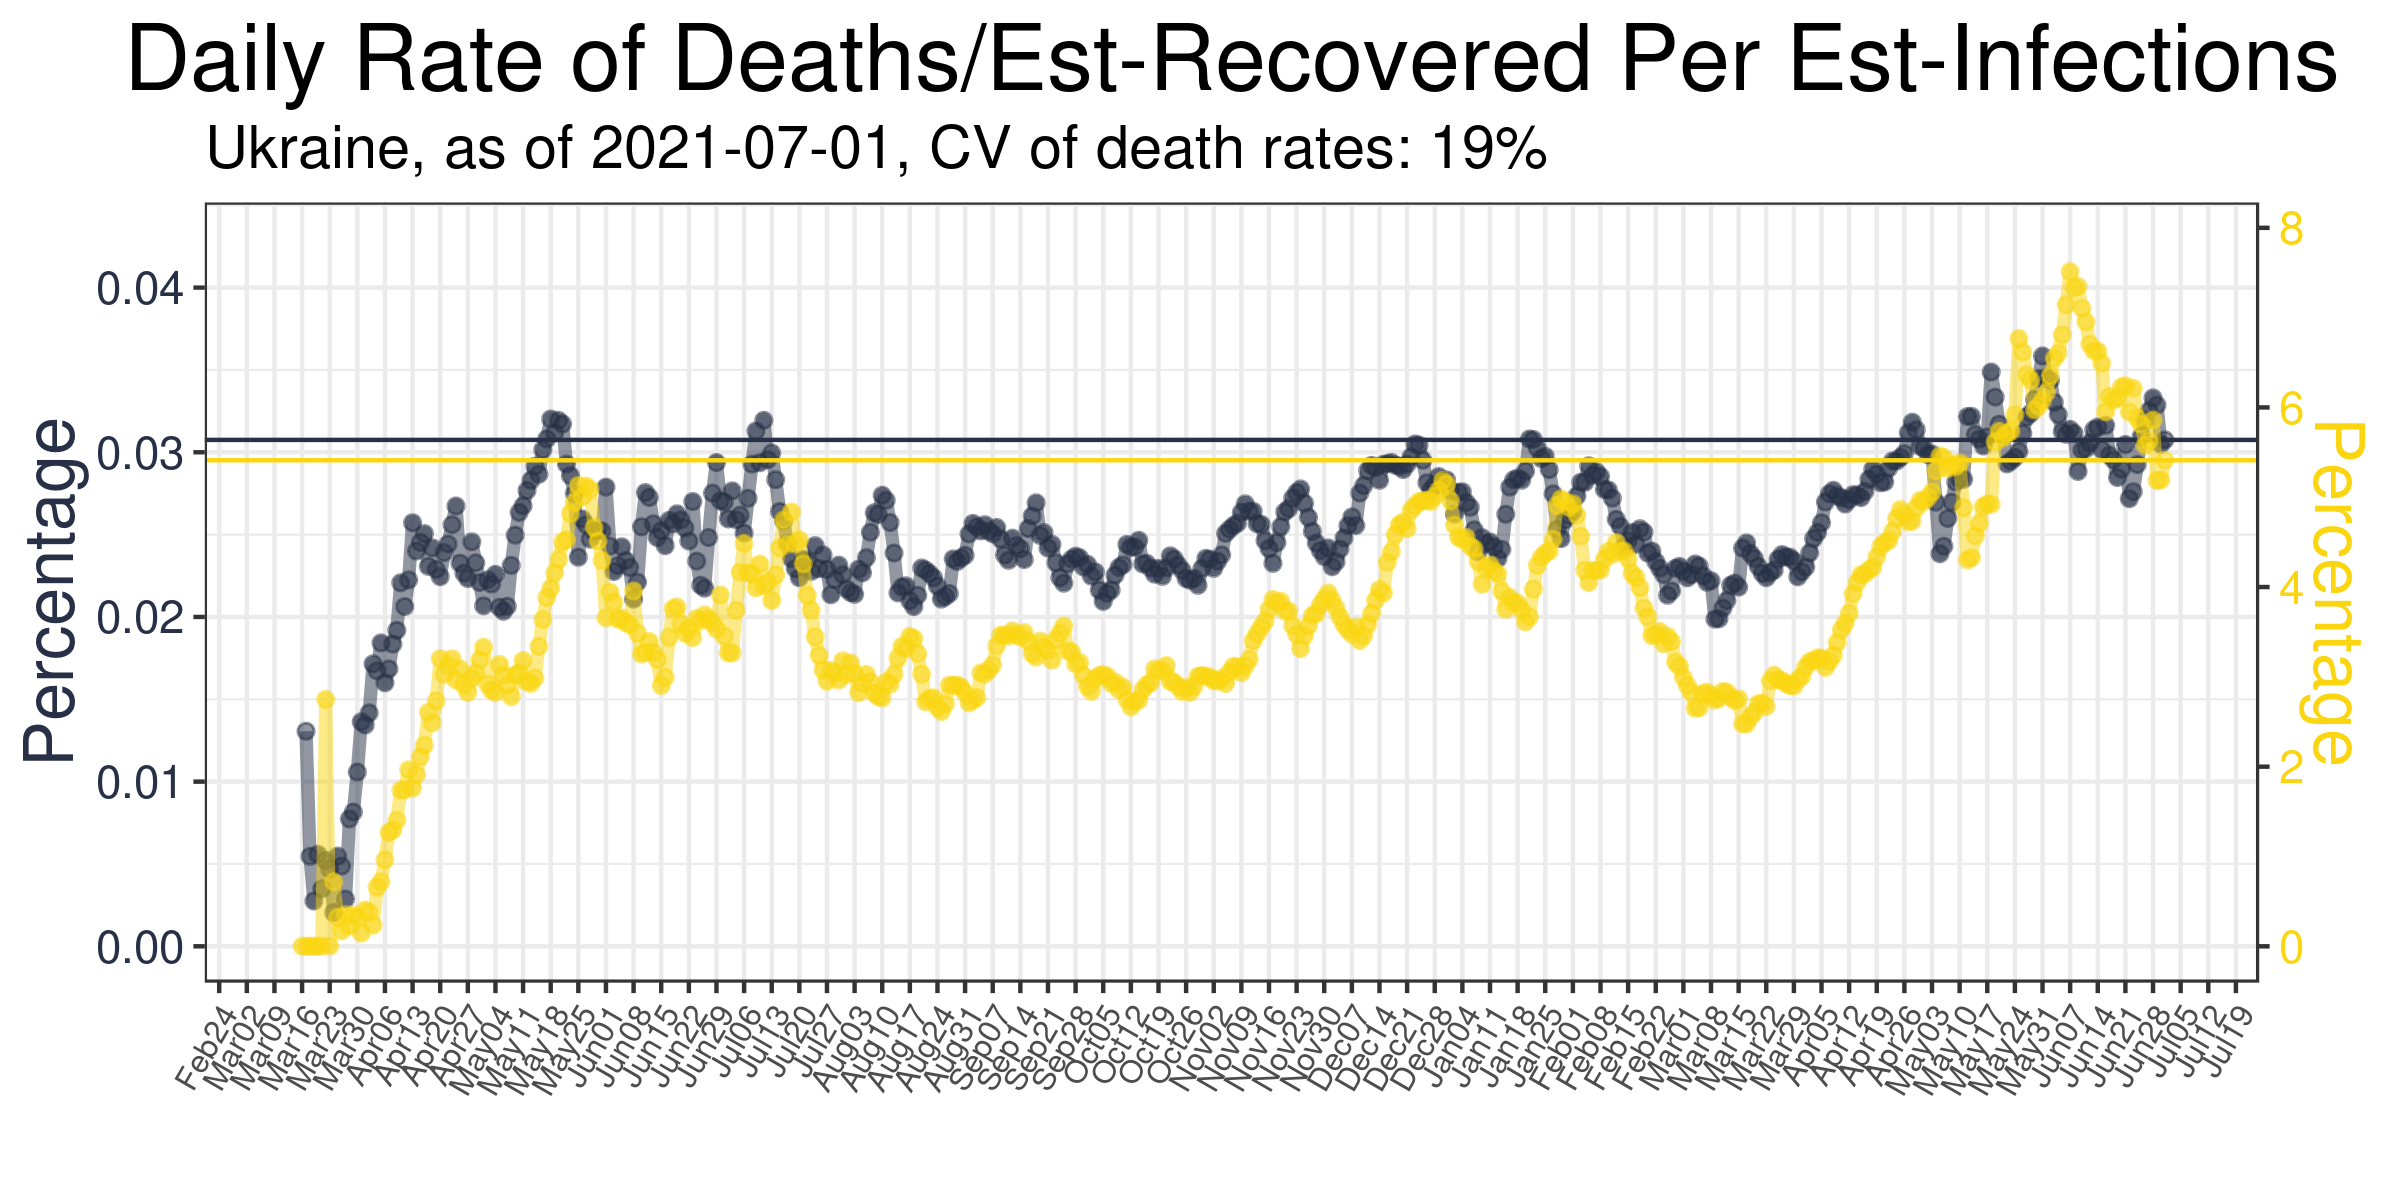 Daily Rate of Deaths/Est-Recovered Per Est-Infections
Ukraine, as of 2021-07-01, CV of death rates: 19%
Percentage
0.04
0.03
0.02
0.01
0.00
8
6
4
2
0
Percentage
Feb24 Mar02 Mar09 Mar16 Mar23 Mar30 Apr06 Apr13 Apr20 Apr27 May04 May11 May18 May25 Jun01 Jun08 Jun15 Jun22 Jun29 Jul06 Jul13 Jul20 Jul27 Aug03 Aug10 Aug17 Aug24 Aug31 Sep07 Sep14 Sep21 Sep28 Oct05 Oct12 Oct19 Oct26 Nov02 Nov09 Nov16 Nov23 Nov30 Dec07 Dec14 Dec21 Dec28 Jan04 Jan11 Jan18 Jan25 Feb01 Feb08 Feb15 Feb22 Mar01 Mar08 Mar15 Mar22 Mar29 Apr05 Apr12 Apr19 Apr26 May03 May10 May17 May24 May31 Jun07 Jun14 Jun21 Jun28 Jul05 Jul12 Jul19